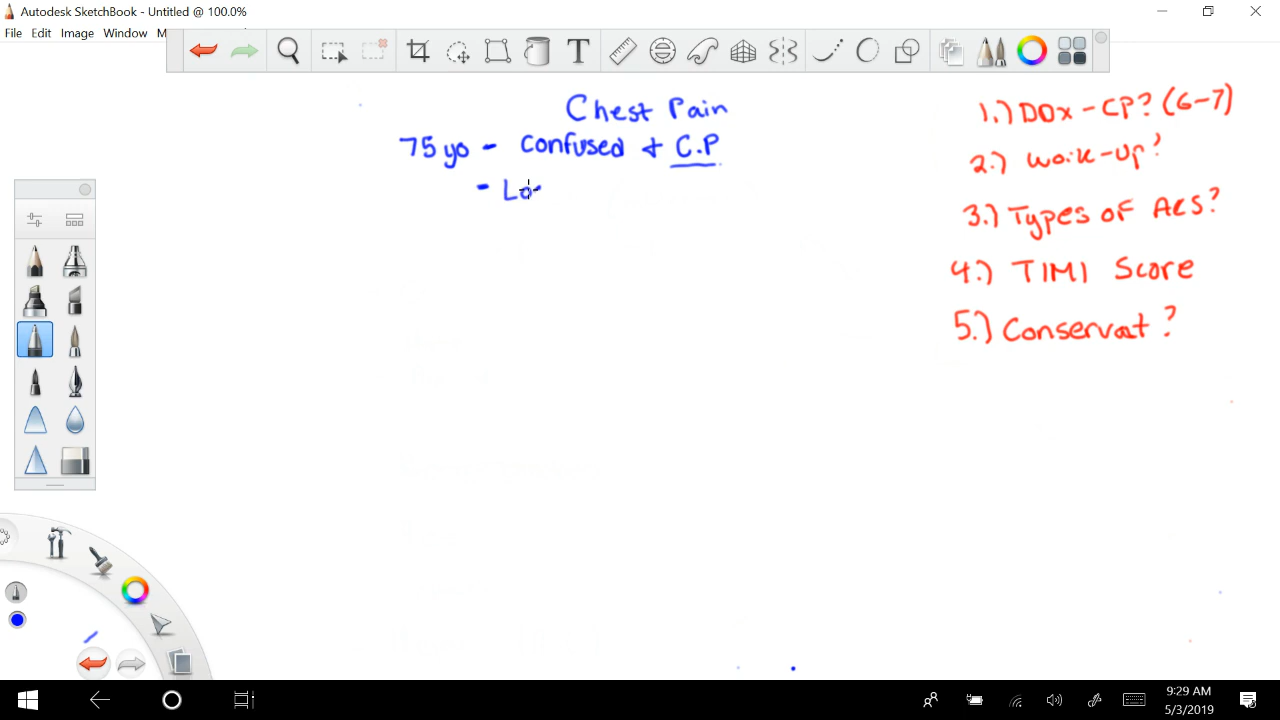 Autodesk SketchBook - Untitled @ 100.0%
File Edit Image Window M
Chest Pain
75 yo - Confused + C.P
- Lo
1.) DDx - CP? (6-7)
2.) Work-up?
3.) Types of ACS?
4.) TIMI Score
5.) Conservat?
9:29 AM
5/3/2019